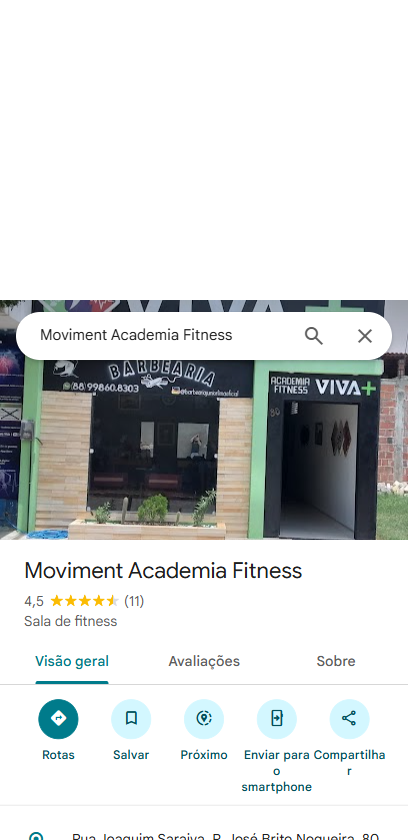 VIVA+
Moviment Academia Fitness
BARBEARIA
(88) 99860.8303
ACADEMIA
FITNESS VIVA+
80
Moviment Academia Fitness
4,5 (11)
Sala de fitness
Visão geral Avaliações Sobre
Rotas Salvar Próximo Enviar para o smartphone Compartilhar
Rua Joaquim Saraiva, P. José Brito Nogueira, 80